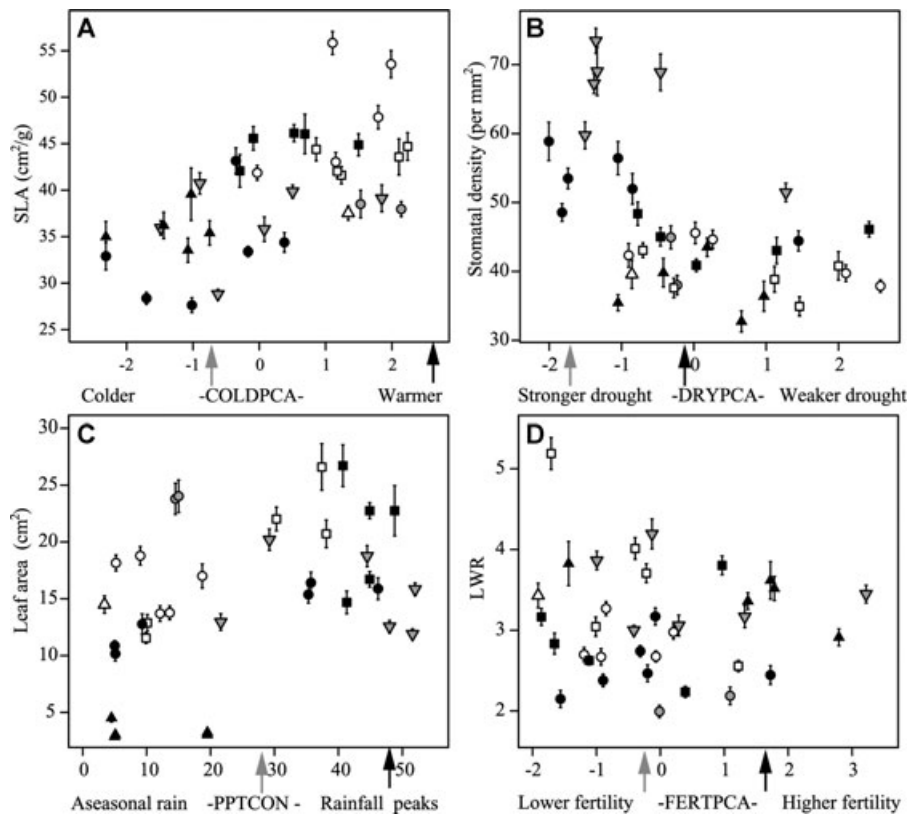 A
SLA (cm²/g)
55
50
45
40
35
30
25
-2 -1 0 1 2
Colder -COLDPCA- Warmer
B
Stomatal density (per mm²)
70
60
50
40
30
-2 -1 0 1 2
Stronger drought -DRYPCA- Weaker drought
C
Leaf area (cm²)
30
25
20
15
10
5
0 10 20 30 40 50
Aseasonal rain -PPTCON - Rainfall peaks
D
LWR
5
4
3
2
-2 -1 0 1 2 3
Lower fertility -FERTPCA- Higher fertility